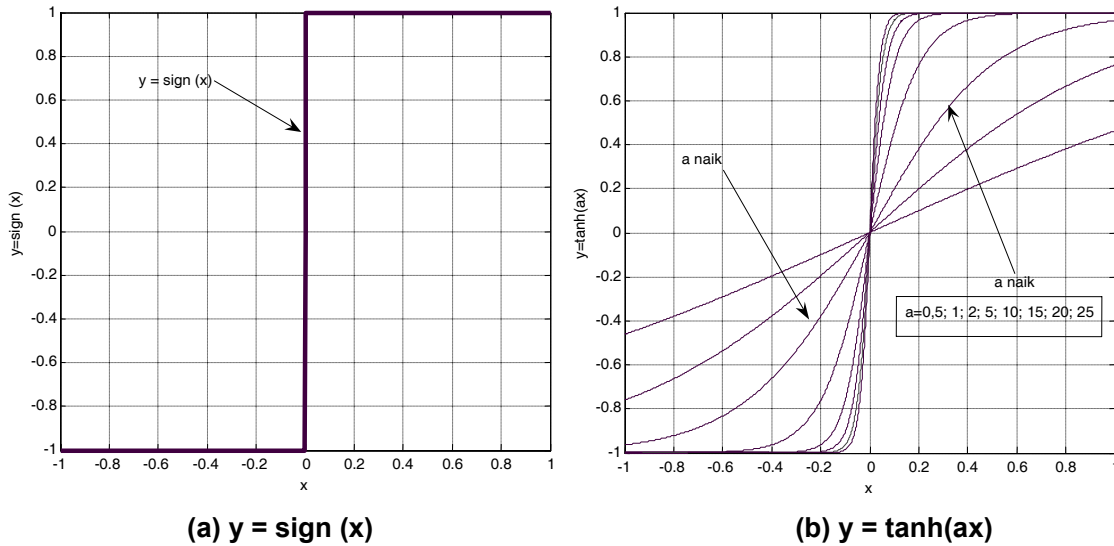 1
0.8
0.6
0.4
0.2
0
-0.2
-0.4
-0.6
-0.8
-1
y=sign (x)
y = sign (x)
-1 -0.8 -0.6 -0.4 -0.2 0 0.2 0.4 0.6 0.8 1
x
(a) y = sign (x)
1
0.8
0.6
0.4
0.2
0
-0.2
-0.4
-0.6
-0.8
-1
y=tanh(ax)
a naik
a naik
a=0,5; 1; 2; 5; 10; 15; 20; 25
-1 -0.8 -0.6 -0.4 -0.2 0 0.2 0.4 0.6 0.8 1
x
(b) y = tanh(ax)